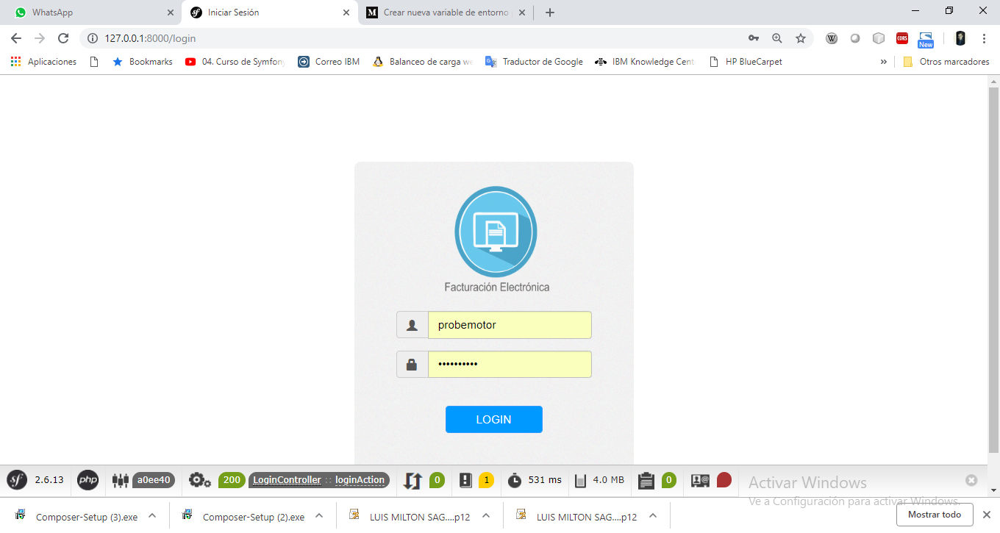 WhatsApp
Iniciar Sesión
Crear nueva variable de entorno
127.0.0.1:8000/login
CORS
New
Aplicaciones
Bookmarks
04. Curso de Symfony
Correo IBM
Balanceo de carga we
Traductor de Google
IBM Knowledge Cent
HP BlueCarpet
»
Otros marcadores
Facturación Electrónica
probemotor
••••••••••
LOGIN
sf
2.6.13
php
a0ee40
200
LoginController :: loginAction
0
1
531 ms
4.0 MB
0
Activar Windows
Ve a Configuración para activar Windows.
Composer-Setup (3).exe
Composer-Setup (2).exe
LUIS MILTON SAG....p12
LUIS MILTON SAG....p12
Mostrar todo